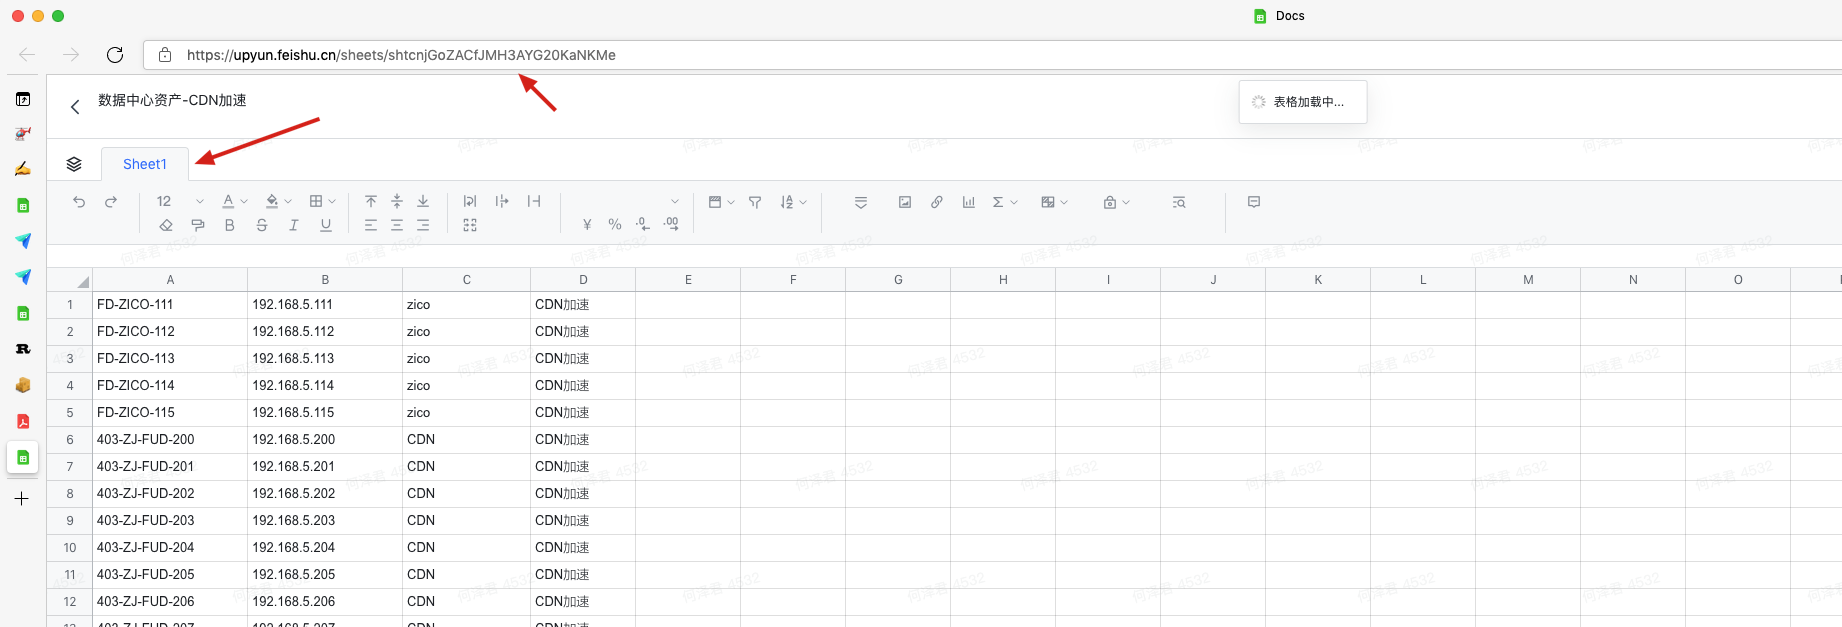 Docs
https://upyun.feishu.cn/sheets/shtcnjGoZACfJMH3AYG20KaNKMe
数据中心资产-CDN加速
表格加载中...
Sheet1
12
A
B S I U
¥ % .0 .00
A B C D E F G H I J K L M N O
1 FD-ZICO-111 192.168.5.111 zico CDN加速
2 FD-ZICO-112 192.168.5.112 zico CDN加速
3 FD-ZICO-113 192.168.5.113 zico CDN加速
4 FD-ZICO-114 192.168.5.114 zico CDN加速
5 FD-ZICO-115 192.168.5.115 zico CDN加速
6 403-ZJ-FUD-200 192.168.5.200 CDN CDN加速
7 403-ZJ-FUD-201 192.168.5.201 CDN CDN加速
8 403-ZJ-FUD-202 192.168.5.202 CDN CDN加速
9 403-ZJ-FUD-203 192.168.5.203 CDN CDN加速
10 403-ZJ-FUD-204 192.168.5.204 CDN CDN加速
11 403-ZJ-FUD-205 192.168.5.205 CDN CDN加速
12 403-ZJ-FUD-206 192.168.5.206 CDN CDN加速
何泽君 4532